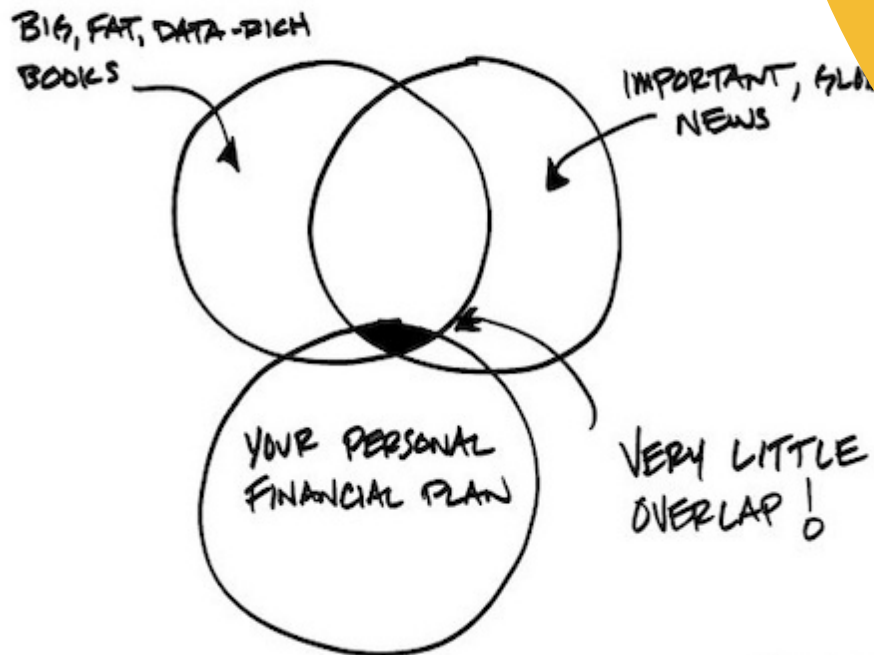 BIG, FAT, DATA-RICH
BOOKS
IMPORTANT,
NEWS
YOUR PERSONAL
FINANCIAL PLAN
VERY LITTLE
OVERLAP!